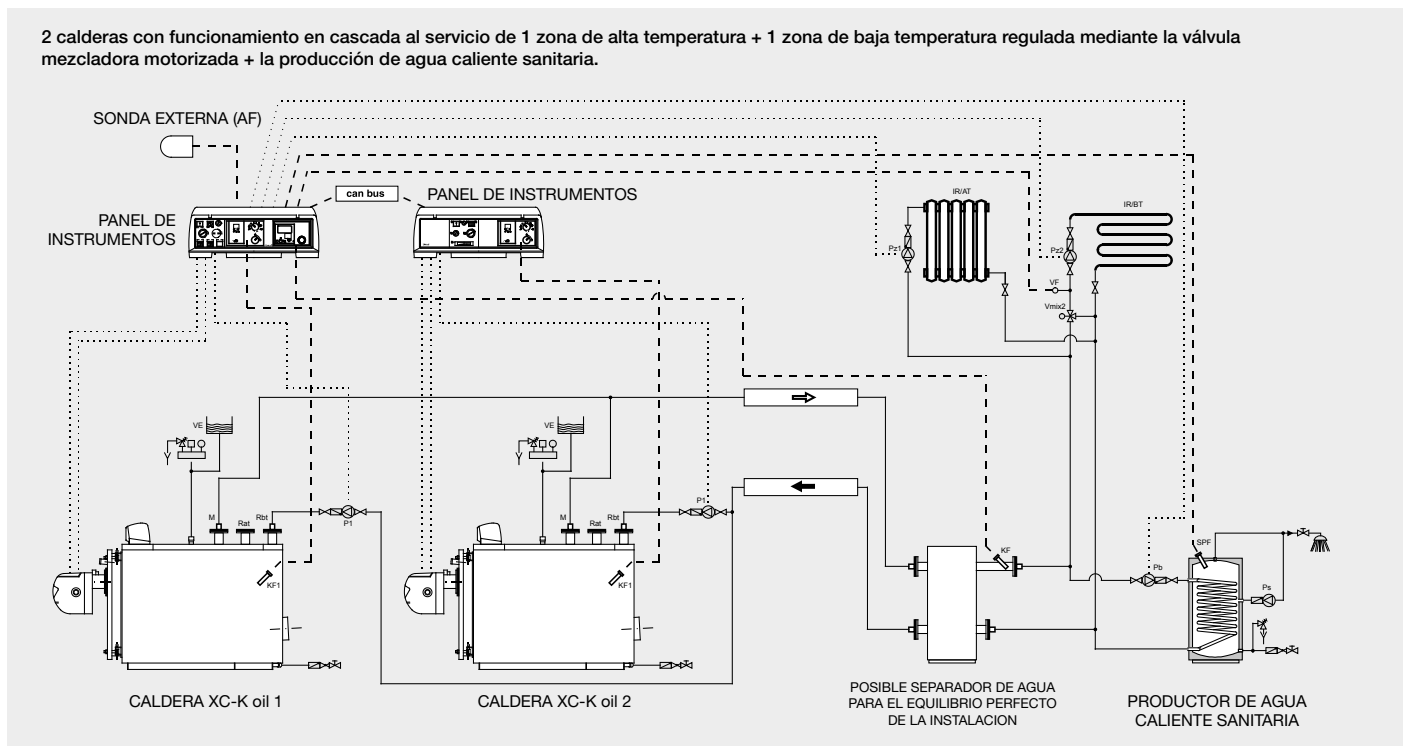 2 calderas con funcionamiento en cascada al servicio de 1 zona de alta temperatura + 1 zona de baja temperatura regulada mediante la válvula
mezcladora motorizada + la producción de agua caliente sanitaria.
SONDA EXTERNA (AF)
can bus
PANEL DE INSTRUMENTOS
PANEL DE
INSTRUMENTOS
IR/AT
IR/BT
Pz1
Pz2
VF
Vmix2
VE
VE
M
Rat
Rbt
P1
M
Rat
Rbt
P1
KF1
KF1
KF
SPF
Pb
Ps
CALDERA XC-K oil 1
CALDERA XC-K oil 2
POSIBLE SEPARADOR DE AGUA
PARA EL EQUILIBRIO PERFECTO
DE LA INSTALACION
PRODUCTOR DE AGUA
CALIENTE SANITARIA